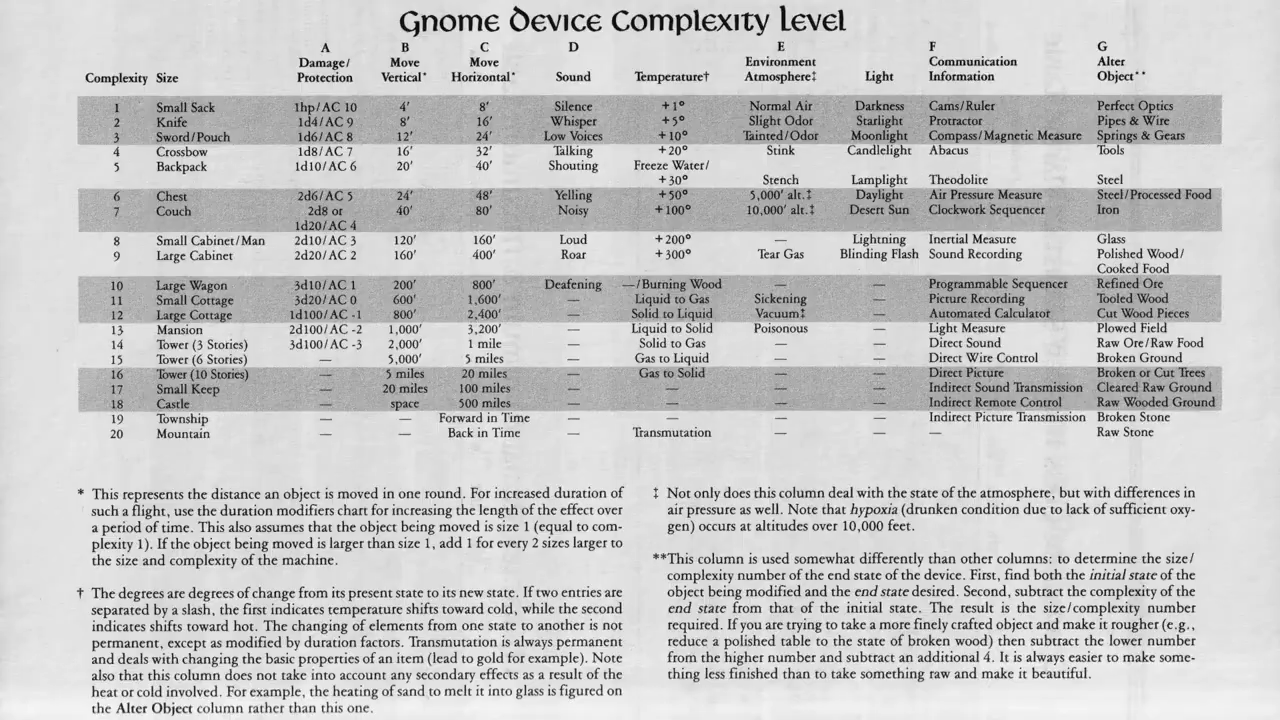 Gnome Device Complexity Level
A B C D E F G
Damage/ Move Move Environment Communication Alter
Complexity Size Protection Vertical* Horizontal* Sound Temperature† Atmosphere‡ Light Information Object**
1 Small Sack 1hp/AC 10 4′ 8′ Silence +1° Normal Air Darkness Cams/Ruler Perfect Optics
2 Knife 1d4/AC 9 8′ 16′ Whisper +5° Slight Odor Starlight Protractor Pipes & Wire
3 Sword/Pouch 1d6/AC 8 12′ 24′ Low Voices +10° Tainted/Odor Moonlight Compass/Magnetic Measure Springs & Gears
4 Crossbow 1d8/AC 7 16′ 32′ Talking +20° Stink Candlelight Abacus Tools
5 Backpack 1d10/AC 6 20′ 40′ Shouting Freeze Water/
+30° Stench Lamplight Theodolite Steel
6 Chest 2d6/AC 5 24′ 48′ Yelling +50° 5,000′ alt.‡ Daylight Air Pressure Measure Steel/Processed Food
7 Couch 2d8 or 40′ 80′ Noisy +100° 10,000′ alt.‡ Desert Sun Clockwork Sequencer Iron
1d20/AC 4
8 Small Cabinet/Man 2d10/AC 3 120′ 160′ Loud +200° — Lightning Inertial Measure Glass
9 Large Cabinet 2d20/AC 2 160′ 400′ Roar +300° Tear Gas Blinding Flash Sound Recording Polished Wood/
Cooked Food
10 Large Wagon 3d10/AC 1 200′ 800′ Deafening —/Burning Wood — — Programmable Sequencer Refined Ore
11 Small Cottage 3d20/AC 0 600′ 1,600′ — Liquid to Gas Sickening — Picture Recording Tooled Wood
12 Large Cottage 1d100/AC -1 800′ 2,400′ — Solid to Liquid Vacuum‡ — Automated Calculator Cut Wood Pieces
13 Mansion 2d100/AC -2 1,000′ 3,200′ — Liquid to Solid Poisonous — Light Measure Plowed Field
14 Tower (3 Stories) 3d100/AC -3 2,000′ 1 mile — Solid to Gas — Direct Sound Raw Ore/Raw Food
15 Tower (6 Stories) — 5,000′ 5 miles — Gas to Liquid — Direct Wire Control Broken Ground
16 Tower (10 Stories) — 5 miles 20 miles — Gas to Solid — — Direct Picture Broken or Cut Trees
17 Small Keep — 20 miles 100 miles — — — — Indirect Sound Transmission Cleared Raw Ground
18 Castle — space 500 miles — — — — Indirect Remote Control Raw Wooded Ground
19 Township — — Forward in Time — — — — Indirect Picture Transmission Broken Stone
20 Mountain — — Back in Time — Transmutation — — — Raw Stone
* This represents the distance an object is moved in one round. For increased duration of
such a flight, use the duration modifiers chart for increasing the length of the effect over
a period of time. This also assumes that the object being moved is size 1 (equal to com-
plexity 1). If the object being moved is larger than size 1, add 1 for every 2 sizes larger to
the size and complexity of the machine.
† The degrees are degrees of change from its present state to its new state. If two entries are
separated by a slash, the first indicates temperature shifts toward cold, while the second
indicates shifts toward hot. The changing of elements from one state to another is not
permanent, except as modified by duration factors. Transmutation is always permanent
and deals with changing the basic properties of an item (lead to gold for example). Note
also that this column does not take into account any secondary effects as a result of the
heat or cold involved. For example, the heating of sand to melt it into glass is figured on
the Alter Object column rather than this one.
‡ Not only does this column deal with the state of the atmosphere, but with differences in
air pressure as well. Note that hypoxia (drunken condition due to lack of sufficient oxy-
gen) occurs at altitudes over 10,000 feet.
**This column is used somewhat differently than other columns: to determine the size/
complexity number of the end state of the device. First, find both the initial state of the
object being modified and the end state desired. Second, subtract the complexity of the
end state from that of the initial state. The result is the size/complexity number
required. If you are trying to take a more finely crafted object and make it rougher (e.g.,
reduce a polished table to the state of broken wood) then subtract the lower number
from the higher number and subtract an additional 4. It is always easier to make some-
thing less finished than to take something raw and make it beautiful.